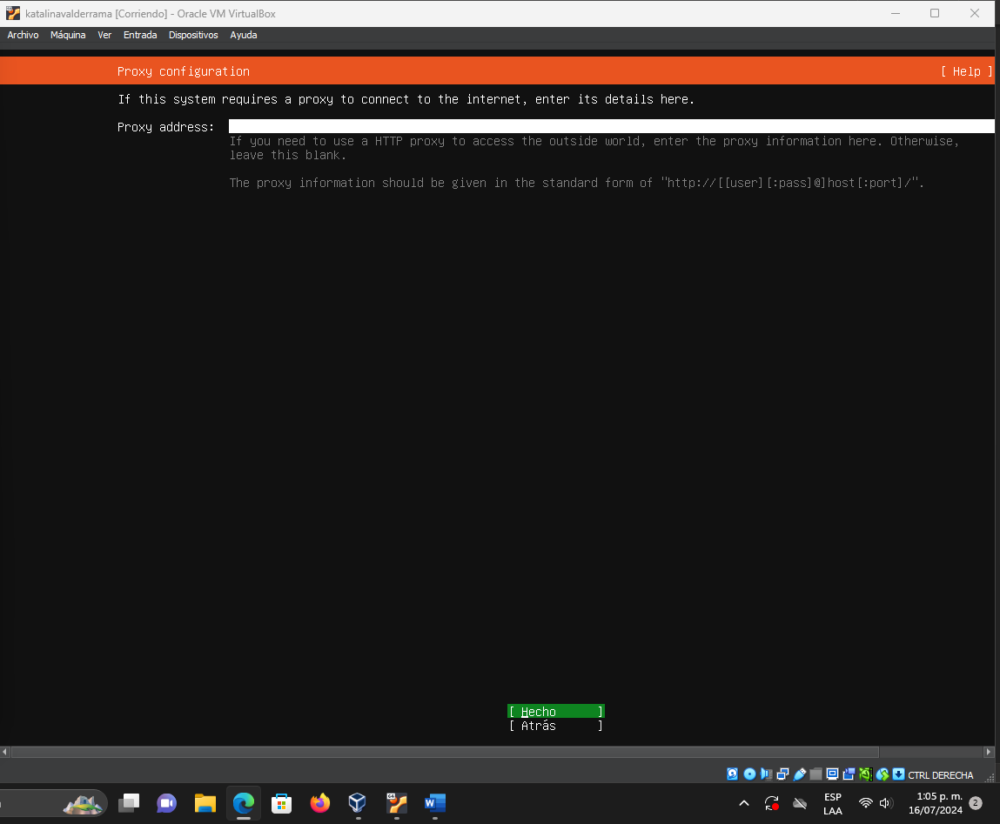 katalinavalderrama [Corriendo] - Oracle VM VirtualBox
Archivo Máquina Ver Entrada Dispositivos Ayuda
Proxy configuration [ Help ]
If this system requires a proxy to connect to the internet, enter its details here.
Proxy address:
If you need to use a HTTP proxy to access the outside world, enter the proxy information here. Otherwise,
leave this blank.
The proxy information should be given in the standard form of "http://[[user][:pass]@]host[:port]/".
[ Hecho ]
[ Atrás ]
CTRL DERECHA
ESP
LAA
1:05 p. m.
16/07/2024
2